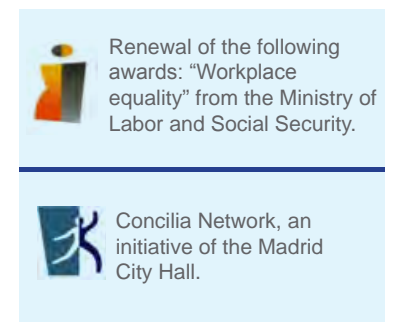 Renewal of the following
awards: “Workplace
equality” from the Ministry of
Labor and Social Security.
Concilia Network, an
initiative of the Madrid
City Hall.